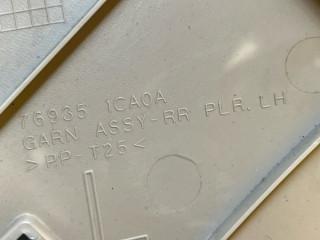 76935 1CA0A
GARN ASSY-RR PLR. LH
>PP-T25<